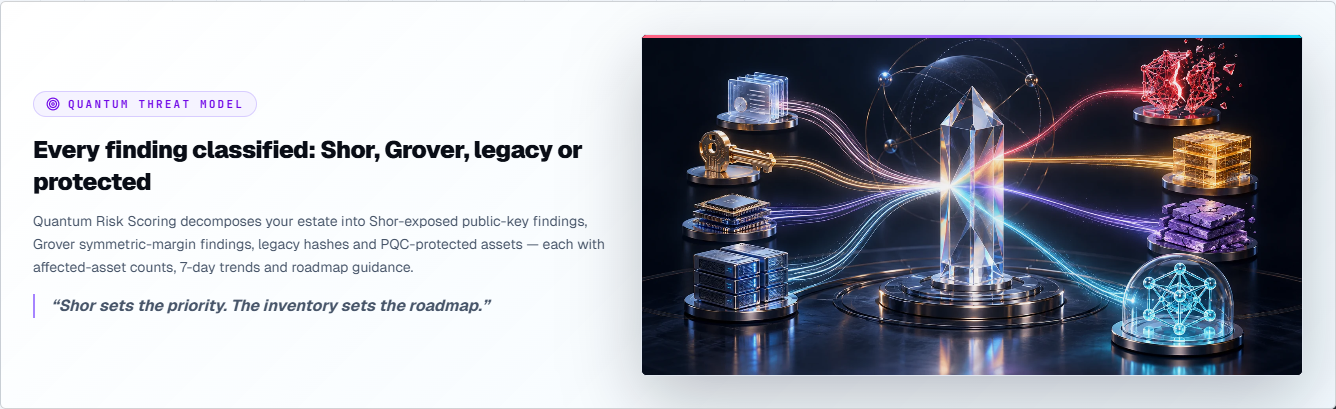 QUANTUM THREAT MODEL
Every finding classified: Shor, Grover, legacy or
protected
Quantum Risk Scoring decomposes your estate into Shor-exposed public-key findings,
Grover symmetric-margin findings, legacy hashes and PQC-protected assets — each with
affected-asset counts, 7-day trends and roadmap guidance.
“Shor sets the priority. The inventory sets the roadmap.”